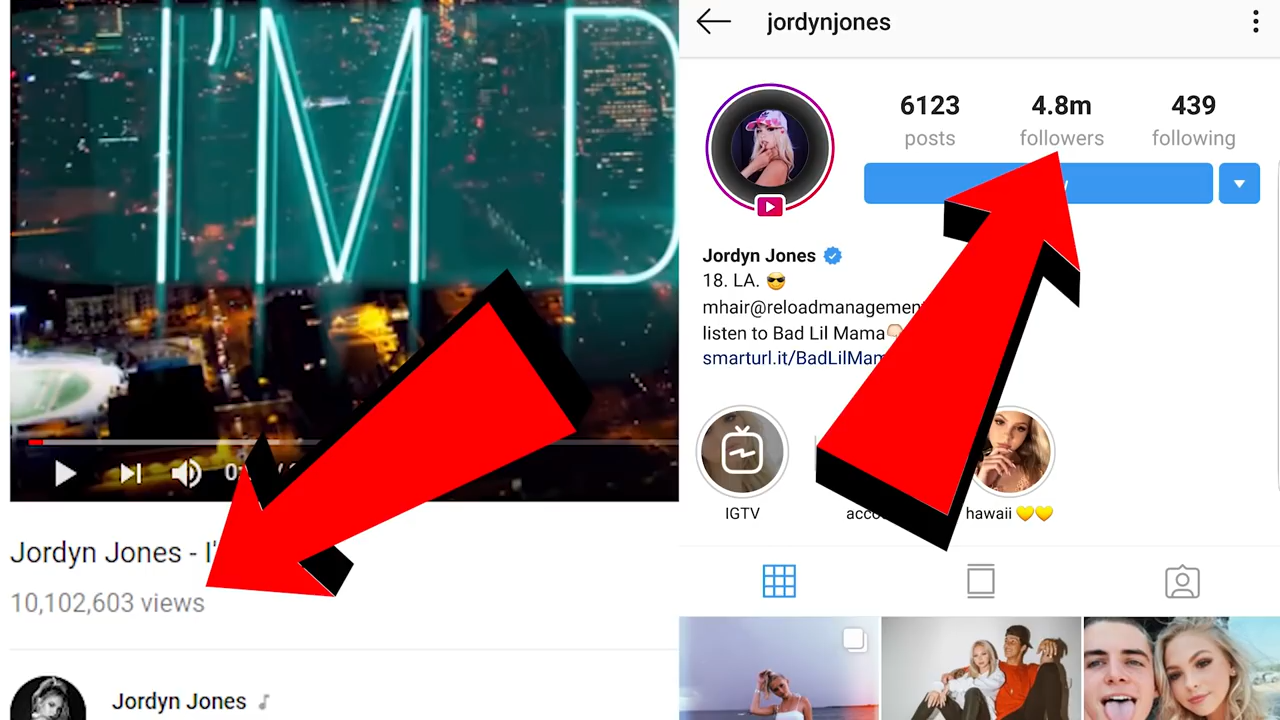 I'M D
Jordyn Jones - I'
10,102,603 views
Jordyn Jones
jordynjones
6123 4.8m 439
posts followers following
Jordyn Jones
18. LA. 😎
mhair@reloadmanagemen
listen to Bad Lil Mama
smarturl.it/BadLilMam
IGTV hawaii 💛💛